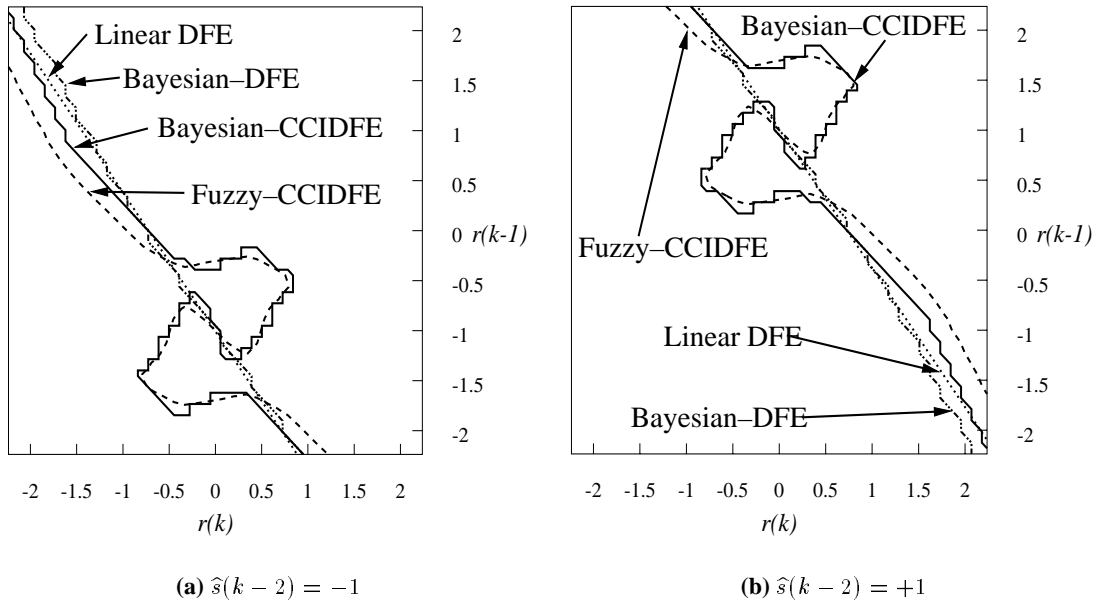 Linear DFE
Bayesian–DFE
Bayesian–CCIDFE
Fuzzy–CCIDFE
2
1.5
1
0.5
0 r(k-1)
-0.5
-1
-1.5
-2
-2 -1.5 -1 -0.5 0 0.5 1 1.5 2
r(k)
(a) ŝ(k − 2) = −1
Bayesian–CCIDFE
Fuzzy–CCIDFE
Linear DFE
Bayesian–DFE
2
1.5
1
0.5
0 r(k-1)
-0.5
-1
-1.5
-2
-2 -1.5 -1 -0.5 0 0.5 1 1.5 2
r(k)
(b) ŝ(k − 2) = +1